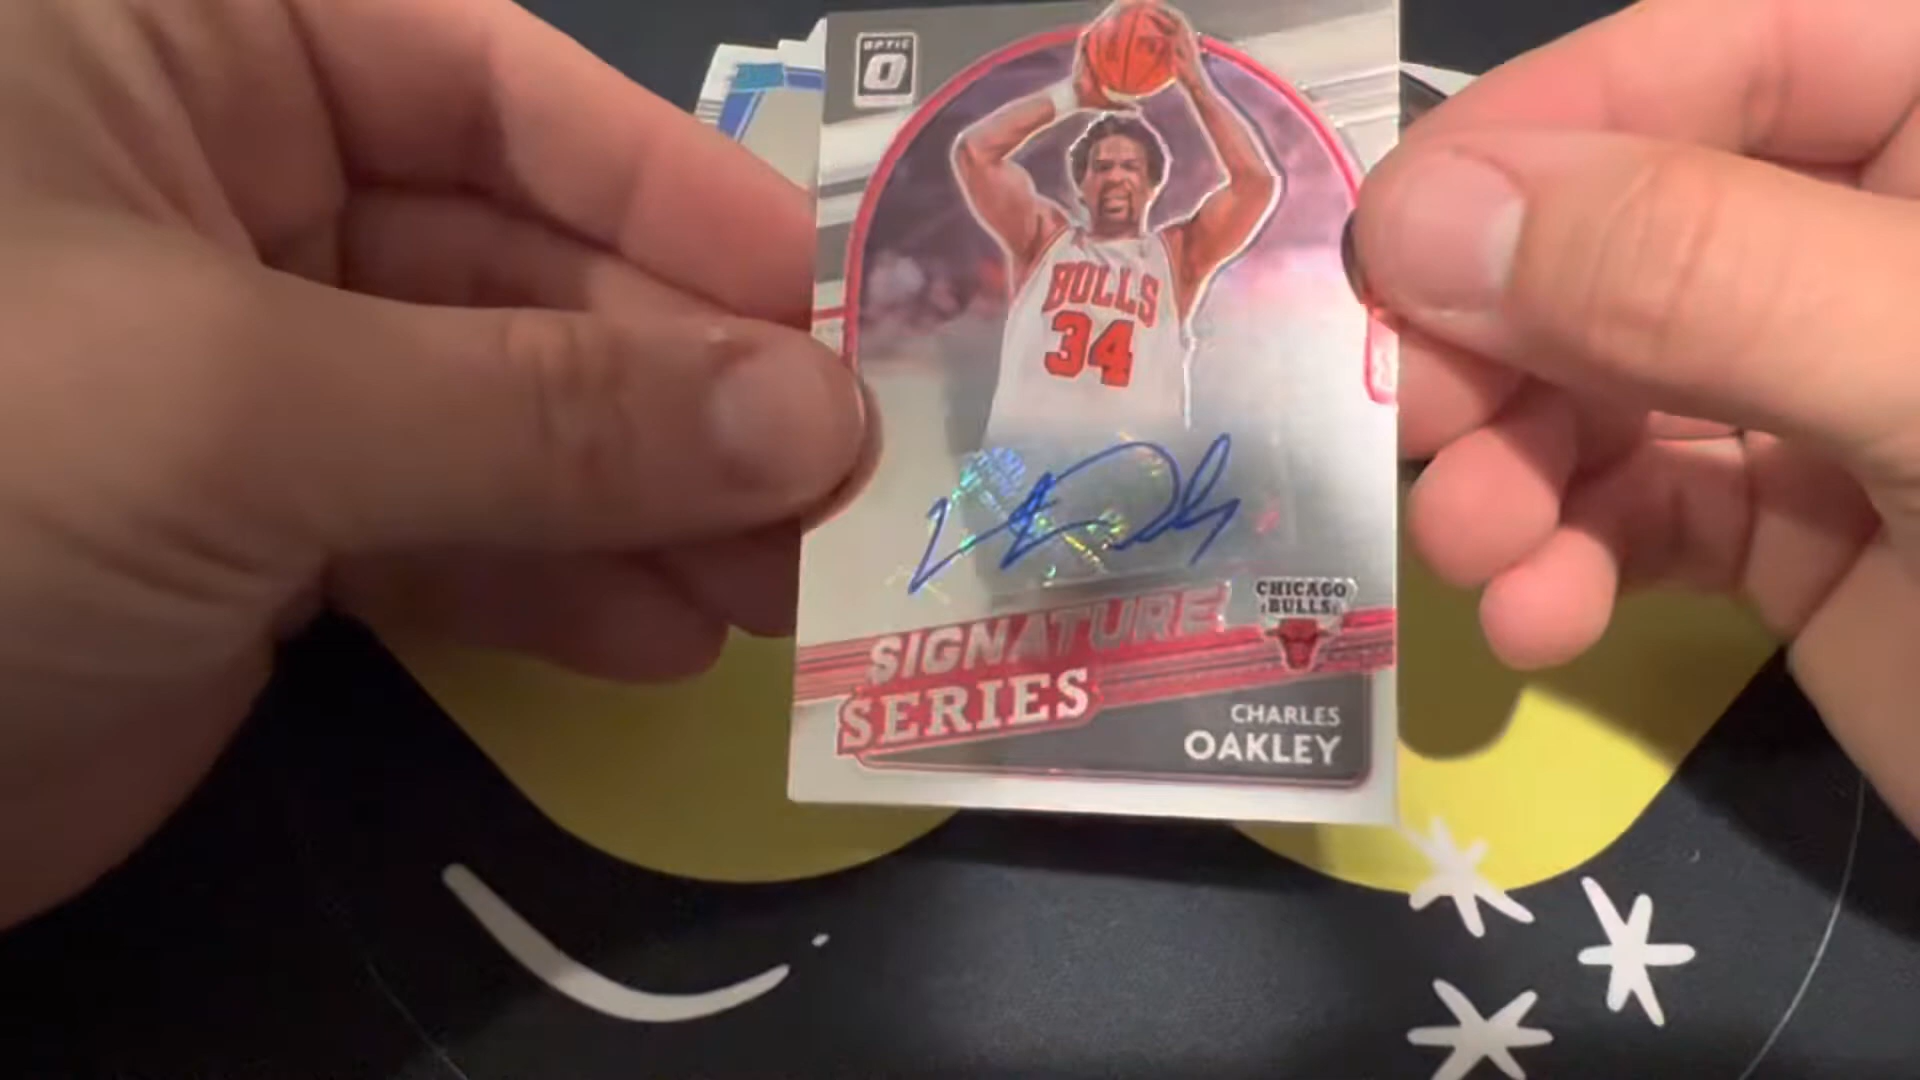 OPTIC
O
BULLS
34
SIGNATURE
SERIES
CHICAGO
BULLS
CHARLES
OAKLEY